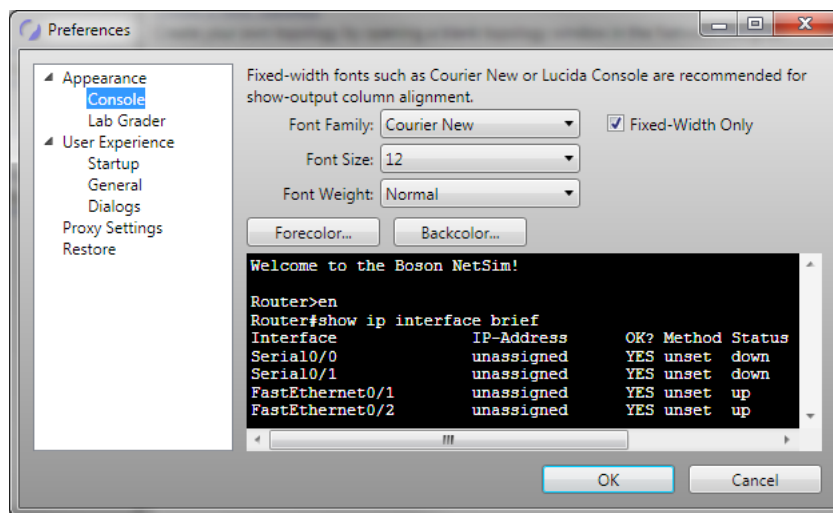 Preferences
Appearance
Console
Lab Grader
User Experience
Startup
General
Dialogs
Proxy Settings
Restore
Fixed-width fonts such as Courier New or Lucida Console are recommended for
show-output column alignment.
Font Family: Courier New Fixed-Width Only
Font Size: 12
Font Weight: Normal
Forecolor... Backcolor...
Welcome to the Boson NetSim!
Router>en
Router#show ip interface brief
Interface IP-Address OK? Method Status
Serial0/0 unassigned YES unset down
Serial0/1 unassigned YES unset down
FastEthernet0/1 unassigned YES unset up
FastEthernet0/2 unassigned YES unset up
OK Cancel